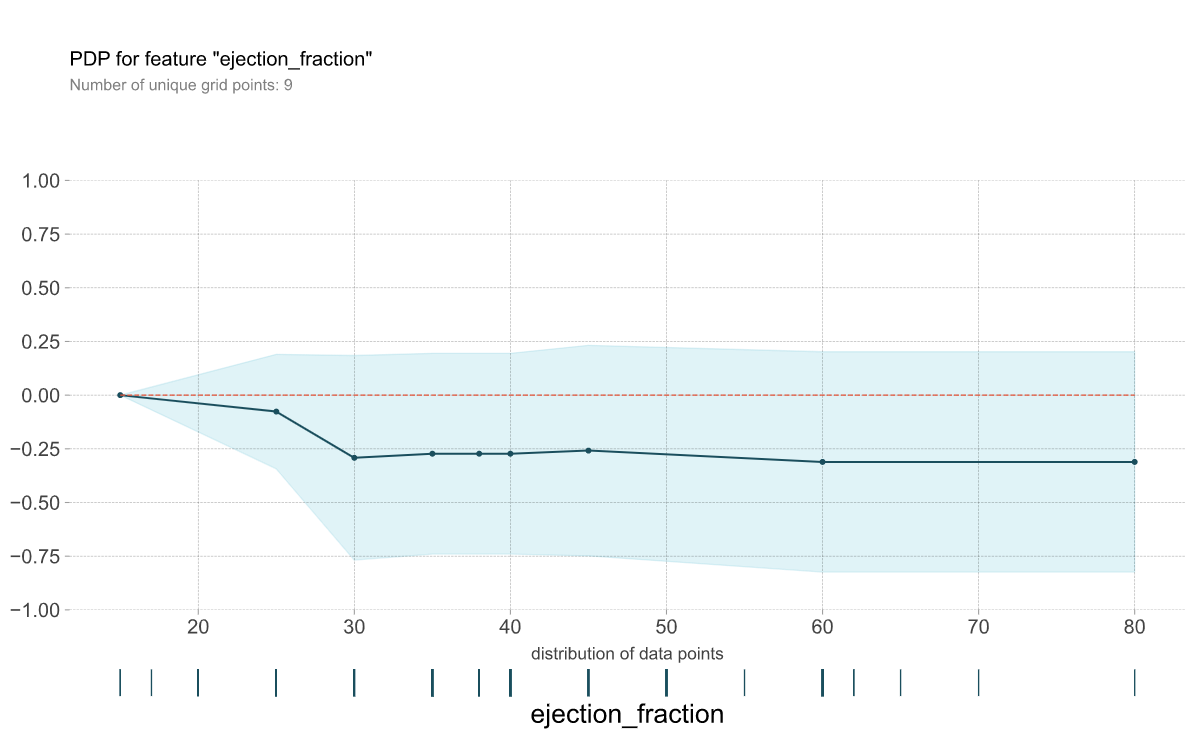 PDP for feature "ejection_fraction"
Number of unique grid points: 9
1.00
0.75
0.50
0.25
0.00
−0.25
−0.50
−0.75
−1.00
20 30 40 50 60 70 80
distribution of data points
ejection_fraction